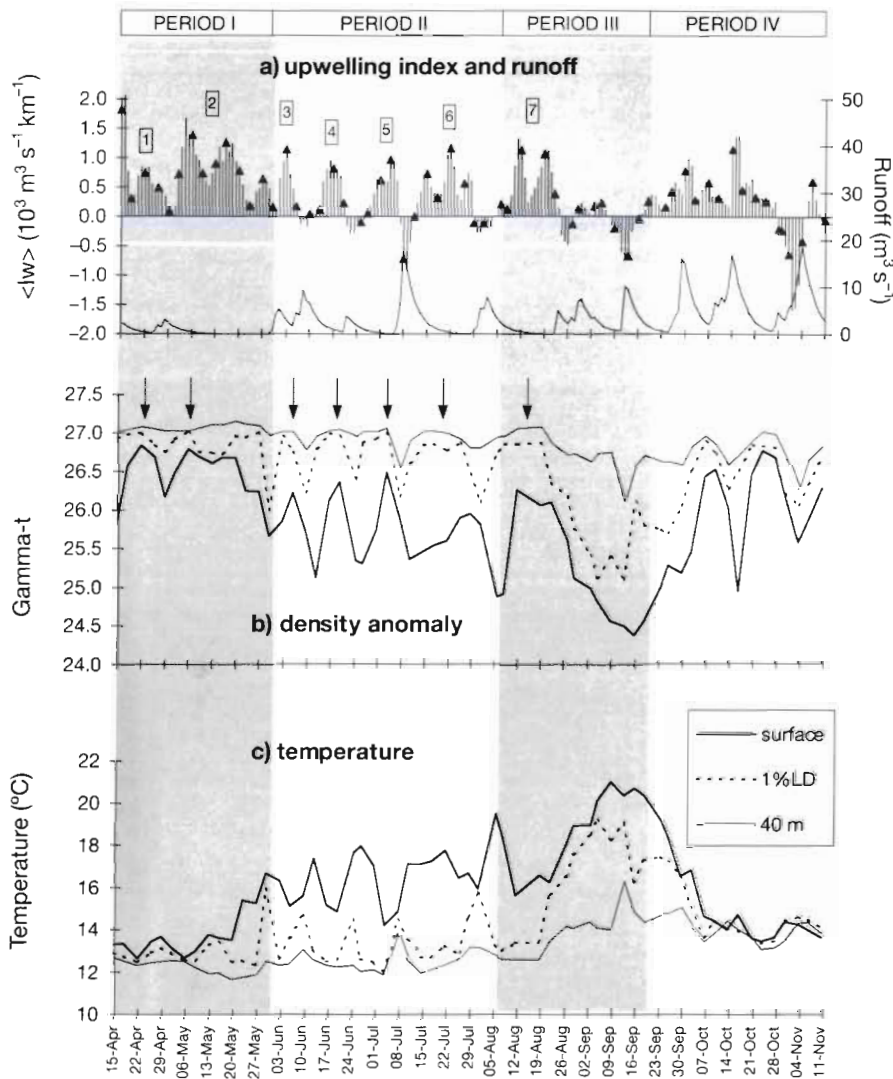 PERIOD I PERIOD II PERIOD III PERIOD IV
a) upwelling index and runoff
<Iw> (10³ m³ s⁻¹ km⁻¹)
2.0
1.5
1.0
0.5
0.0
−0.5
−1.0
−1.5
−2.0
1
2
3
4
5
6
7
50
40
30
20
10
0
Runoff (m³ s⁻¹)
Gamma-t
27.5
27.0
26.5
26.0
25.5
25.0
24.5
24.0
b) density anomaly
c) temperature
Temperature (ºC)
22
20
18
16
14
12
10
surface
1%LD
40 m
15-Apr
22-Apr
29-Apr
06-May
13-May
20-May
27-May
03-Jun
10-Jun
17-Jun
24-Jun
01-Jul
08-Jul
15-Jul
22-Jul
29-Jul
05-Aug
12-Aug
19-Aug
26-Aug
02-Sep
09-Sep
16-Sep
23-Sep
30-Sep
07-Oct
14-Oct
21-Oct
28-Oct
04-Nov
11-Nov